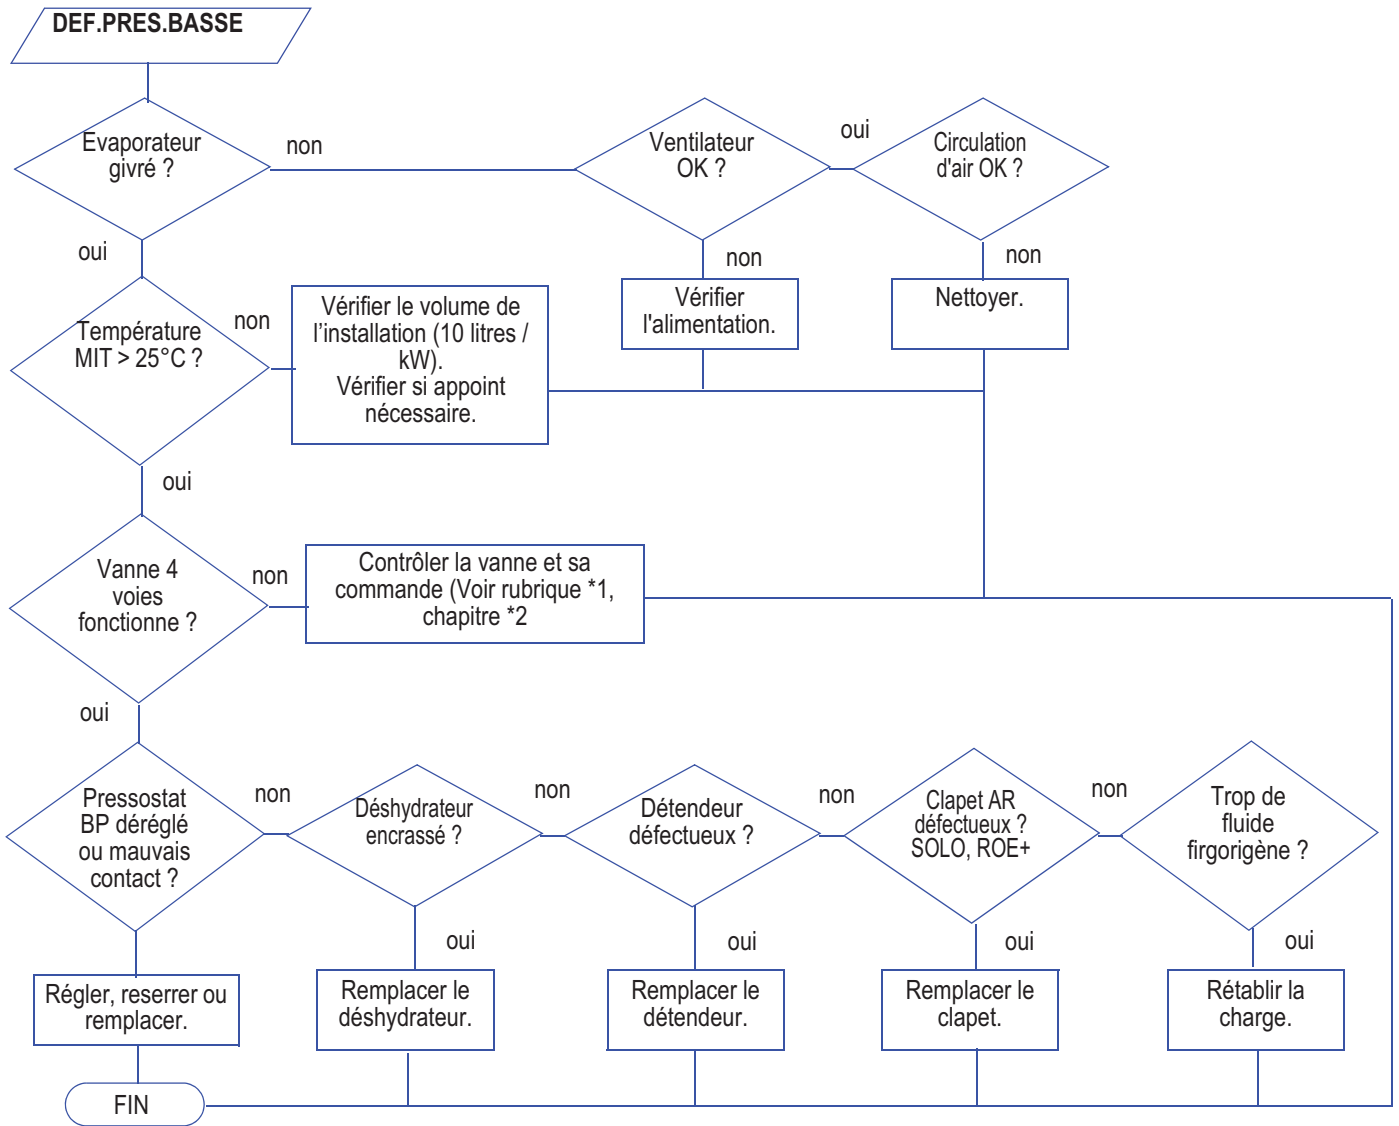 DEF.PRES.BASSE
Evaporateur
givré ?
non
Ventilateur
OK ?
oui
Circulation
d'air OK ?
oui
non
non
Température
MIT > 25°C ?
non
Vérifier le volume de
l'installation (10 litres /
kW).
Vérifier si appoint
nécessaire.
Vérifier
l'alimentation.
Nettoyer.
oui
Vanne 4
voies
fonctionne ?
non
Contrôler la vanne et sa
commande (Voir rubrique *1,
chapitre *2
oui
Pressostat
BP déréglé
ou mauvais
contact ?
non
Déshydrateur
encrassé ?
non
Détendeur
défectueux ?
non
Clapet AR
défectueux ?
SOLO, ROE+
non
Trop de
fluide
firgorigène ?
oui
oui
oui
oui
Régler, reserrer ou
remplacer.
Remplacer le
déshydrateur.
Remplacer le
détendeur.
Remplacer le
clapet.
Rétablir la
charge.
FIN